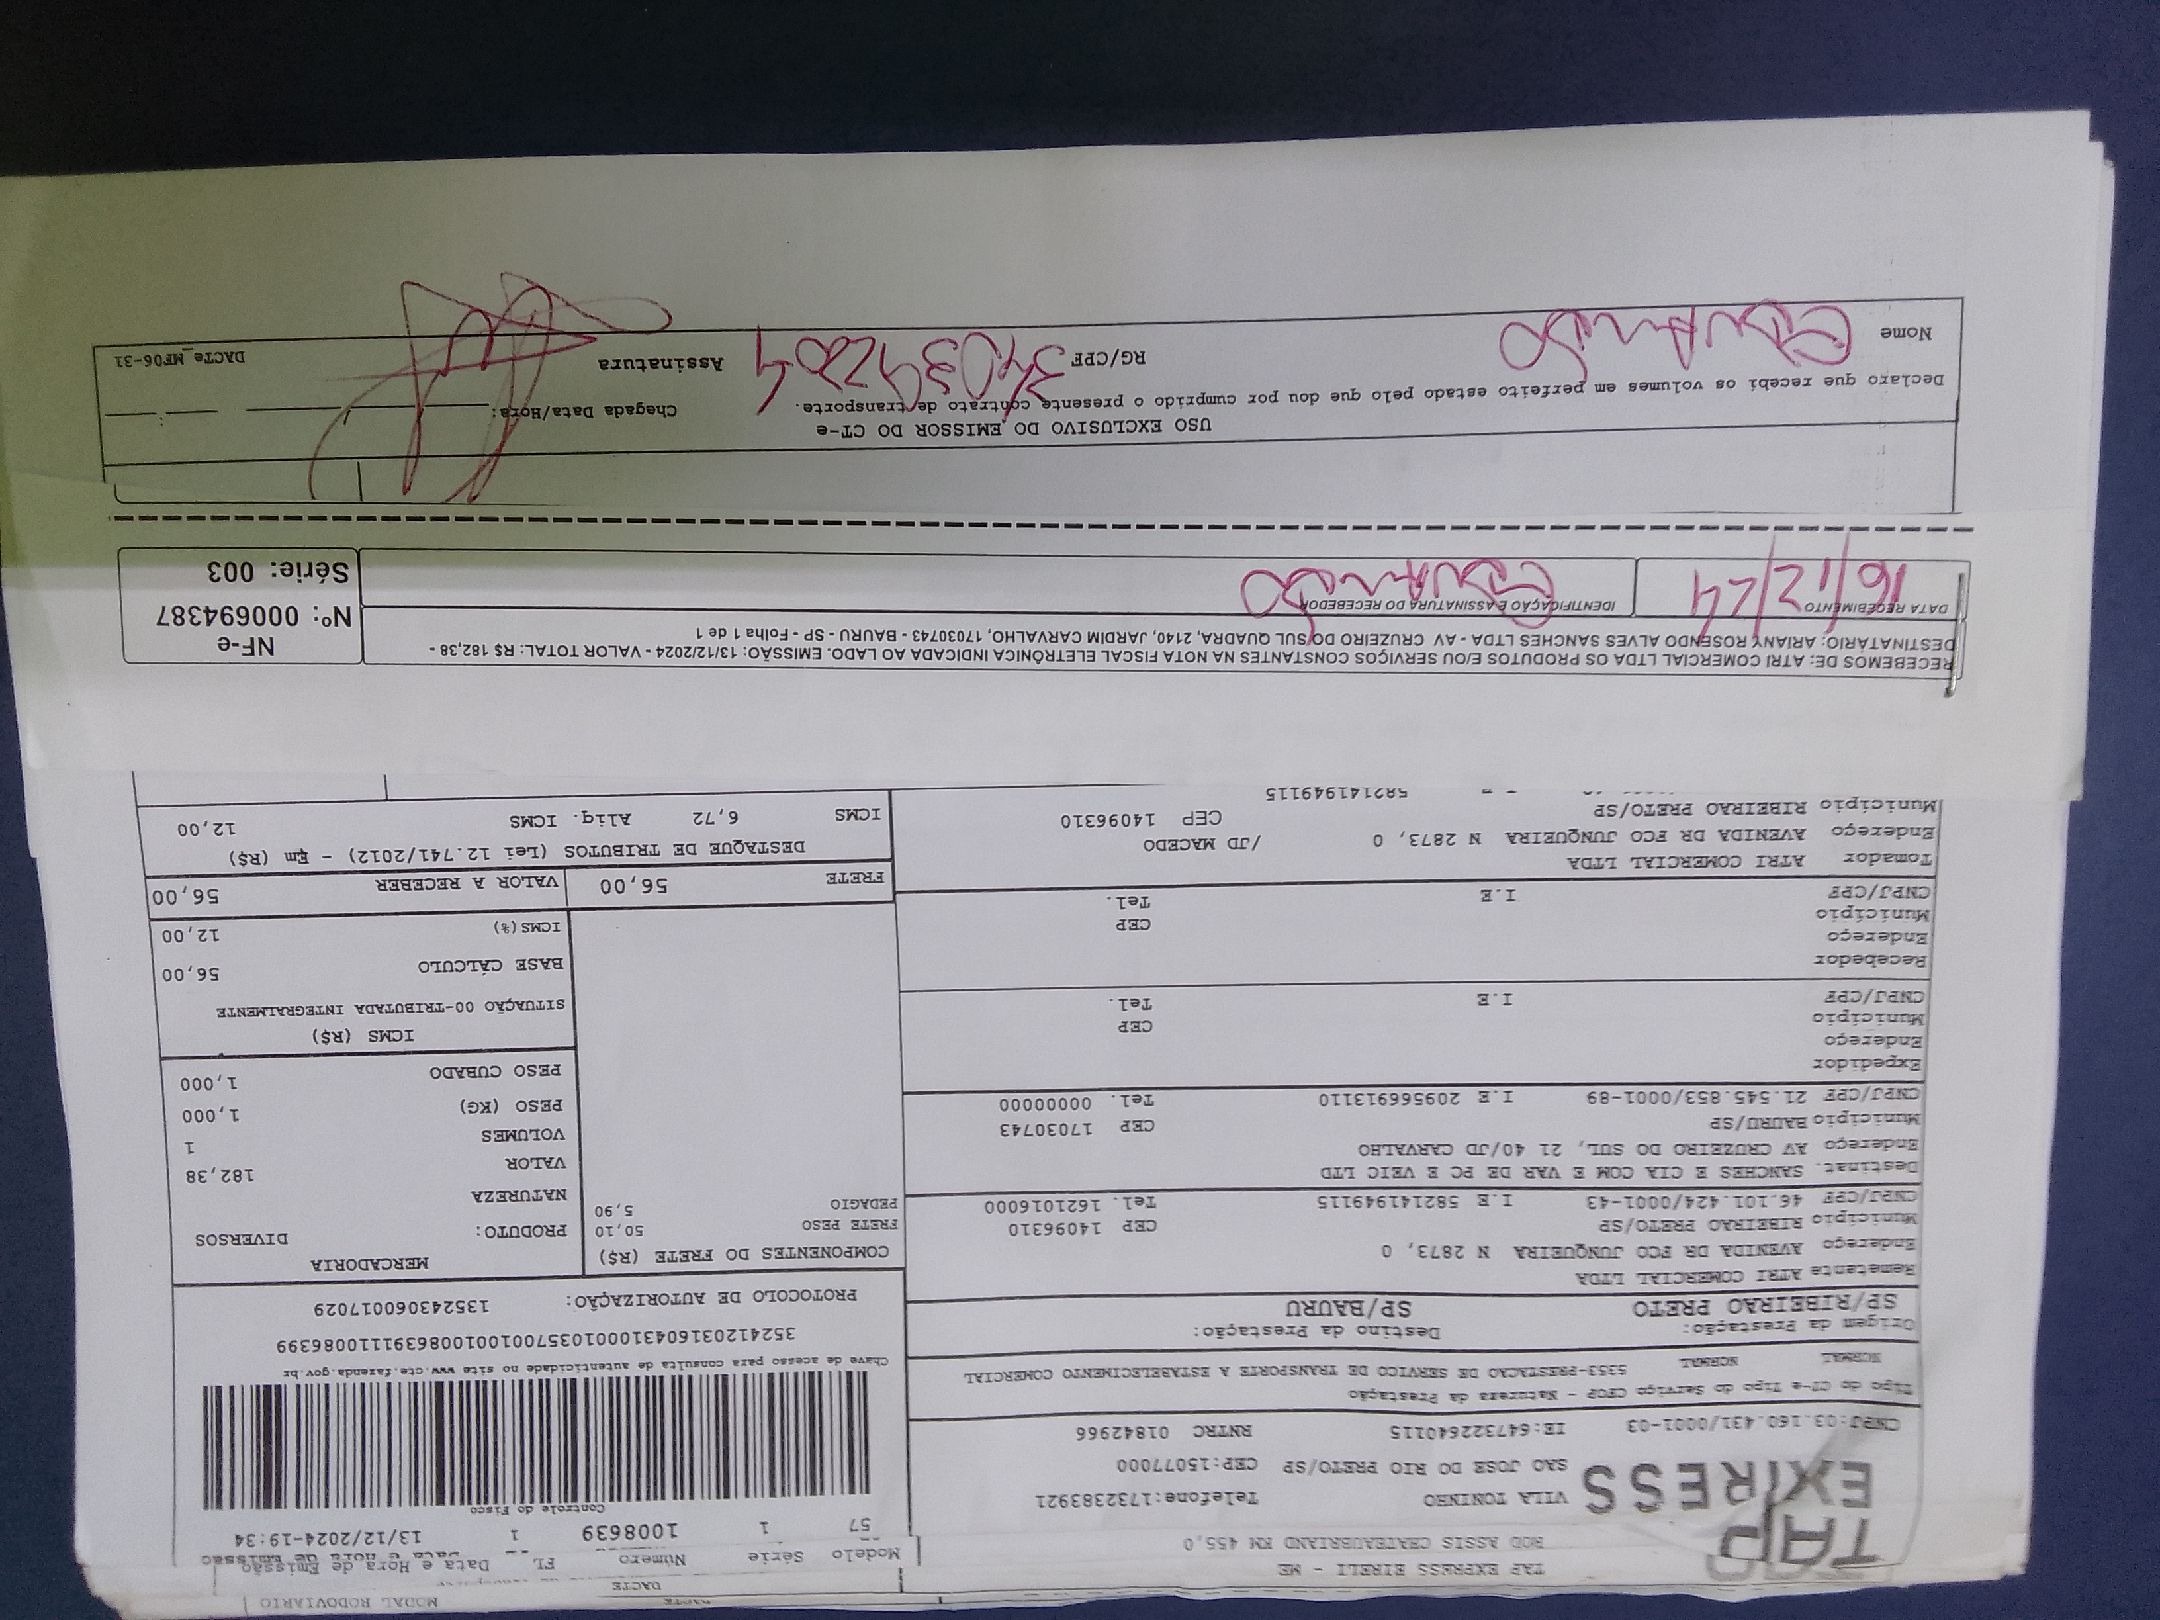 MODAL RODOVIARIO
DACTE
TAP EXPRESS EIRELI - ME
ROD ASSIS CHATEAUBRIAND KM 455,0
VILA TONINHO Telefone:1732383921
SAO JOSE DO RIO PRETO/SP CEP:15077000
TAP
EXPRESS
CNPJ:03.160.431/0001-03 IE:647322640115 RNTRC 01842966
Modelo Série Número FL Data e Hora de Emissão
57 1 1008639 1 13/12/2024-19:34
Controle do Fisco
Chave de acesso para consulta de autenticidade no site www.cte.fazenda.gov.br
35241203160431000103570010010086391110086399
PROTOCOLO DE AUTORIZAÇÃO: 135243060017029
Tipo do CT-e Tipo do Serviço CFOP - Natureza da Prestação
NORMAL NORMAL 5353-PRESTACAO DE SERVICO DE TRANSPORTE A ESTABELECIMENTO COMERCIAL
Origem da Prestação: Destino da Prestação:
SP/RIBEIRAO PRETO SP/BAURU
Remetente ATRI COMERCIAL LTDA
Endereço AVENIDA DR FCO JUNQUEIRA N 2873, 0
Município RIBEIRAO PRETO/SP CEP 14096310
CNPJ/CPF 46.101.424/0001-43 I.E 582141949115 Tel. 1621016000
Destinat. SANCHES E CIA COM E VAR DE PC E VEIC LTD
Endereço AV CRUZEIRO DO SUL, 21 40/JD CARVALHO
Município BAURU/SP CEP 17030743
CNPJ/CPF 21.545.853/0001-89 I.E 209566913110 Tel. 00000000
Expedidor
Endereço
Município CEP
CNPJ/CPF I.E Tel.
Recebedor
Endereço
Município CEP
CNPJ/CPF I.E Tel.
Tomador ATRI COMERCIAL LTDA
Endereço AVENIDA DR FCO JUNQUEIRA N 2873, 0 /JD MACEDO
Município RIBEIRAO PRETO/SP CEP 14096310
582141949115
COMPONENTES DO FRETE (R$)
FRETE PESO 50,10
PEDAGIO 5,90
MERCADORIA
PRODUTO: DIVERSOS
NATUREZA
VALOR 182,38
VOLUMES 1
PESO (KG) 1,000
PESO CUBADO 1,000
ICMS (R$)
SITUAÇÃO 00-TRIBUTADA INTEGRALMENTE
BASE CÁLCULO 56,00
ICMS(%) 12,00
FRETE 56,00 VALOR A RECEBER 56,00
DESTAQUE DE TRIBUTOS (Lei 12.741/2012) - Em (R$)
ICMS 6,72 Aliq. ICMS 12,00
RECEBEMOS DE: ATRI COMERCIAL LTDA OS PRODUTOS E/OU SERVIÇOS CONSTANTES NA NOTA FISCAL ELETRÔNICA INDICADA AO LADO. EMISSÃO: 13/12/2024 - VALOR TOTAL: R$ 182,38 -
DESTINATÁRIO: ARIANY ROSENDO ALVES SANCHES LTDA - AV CRUZEIRO DO SUL QUADRA, 2140, JARDIM CARVALHO, 17030743 - BAURU - SP - Folha 1 de 1
DATA RECEBIMENTO IDENTIFICAÇÃO E ASSINATURA DO RECEBEDOR
16/12/24 EDUARDO
NF-e
Nº: 000694387
Série: 003
USO EXCLUSIVO DO EMISSOR DO CT-e
Declaro que recebi os volumes em perfeito estado pelo que dou por cumprido o presente contrato de transporte.
Chegada Data/Hora:
Nome EDUARDO RG/CPF Assinatura
DACTe_MF06-31